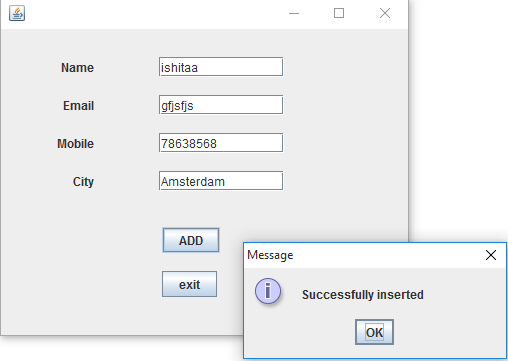 Name ishitaa
Email gfjsfjs
Mobile 78638568
City Amsterdam
ADD
exit
Message
Successfully inserted
OK